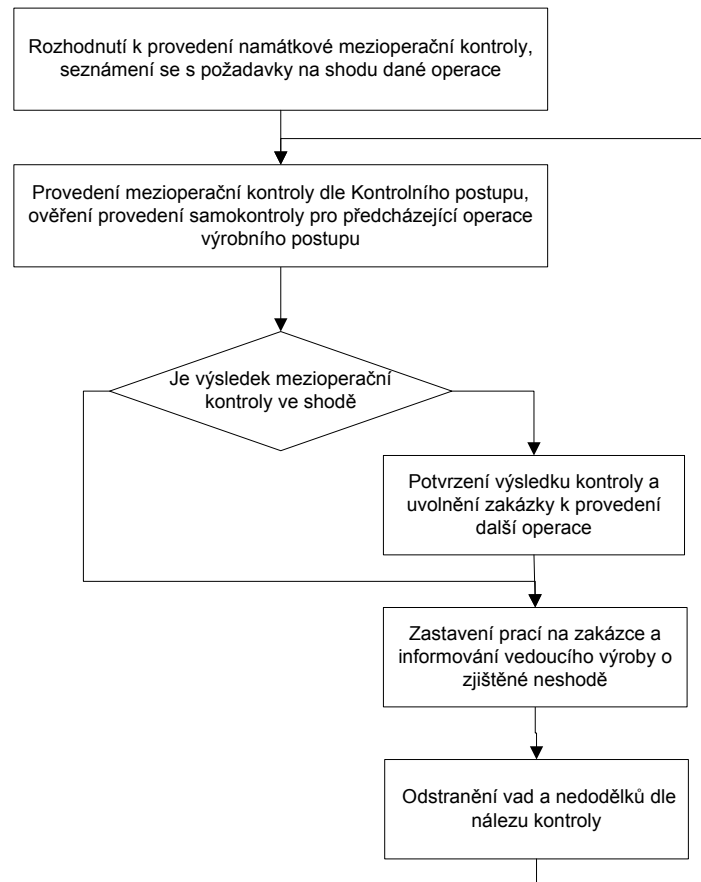 Rozhodnutí k provedení namátkové mezioperační kontroly,
seznámení se s požadavky na shodu dané operace
Provedení mezioperační kontroly dle Kontrolního postupu,
ověření provedení samokontroly pro předcházející operace
výrobního postupu
Je výsledek mezioperační
kontroly ve shodě
Potvrzení výsledku kontroly a
uvolnění zakázky k provedení
další operace
Zastavení prací na zakázce a
informování vedoucího výroby o
zjištěné neshodě
Odstranění vad a nedodělků dle
nálezu kontroly